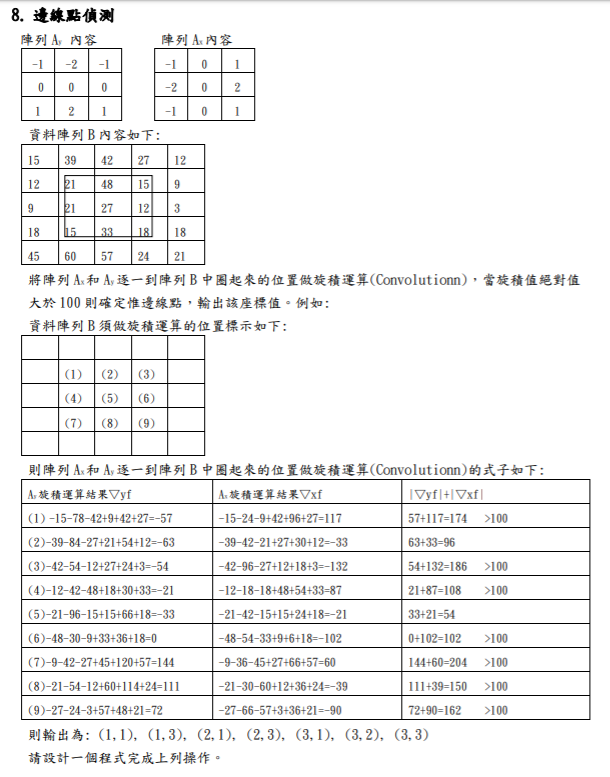 8. 邊線點偵測
陣列 Ay 內容 陣列 Ax 內容
-1 -2 -1 -1 0 1
0 0 0 -2 0 2
1 2 1 -1 0 1
資料陣列 B 內容如下:
15 39 42 27 12
12 21 48 15 9
9 21 27 12 3
18 15 33 18 18
45 60 57 24 21
將陣列 Ax 和 Ay 逐一到陣列 B 中圈起來的位置做旋積運算(Convolutionn)，當旋積值絕對值
大於 100 則確定惟邊線點，輸出該座標值。例如:
資料陣列 B 須做旋積運算的位置標示如下:
(1) (2) (3)
(4) (5) (6)
(7) (8) (9)
則陣列 Ax 和 Ay 逐一到陣列 B 中圈起來的位置做旋積運算(Convolutionn)的式子如下:
Ay 旋積運算結果▽yf Ax 旋積運算結果▽xf |▽yf|+|▽xf|
(1)-15-78-42+9+42+27=-57 -15-24-9+42+96+27=117 57+117=174 >100
(2)-39-84-27+21+54+12=-63 -39-42-21+27+30+12=-33 63+33=96
(3)-42-54-12+27+24+3=-54 -42-96-27+12+18+3=-132 54+132=186 >100
(4)-12-42-48+18+30+33=-21 -12-18-18+48+54+33=87 21+87=108 >100
(5)-21-96-15+15+66+18=-33 -21-42-15+15+24+18=-21 33+21=54
(6)-48-30-9+33+36+18=0 -48-54-33+9+6+18=-102 0+102=102 >100
(7)-9-42-27+45+120+57=144 -9-36-45+27+66+57=60 144+60=204 >100
(8)-21-54-12+60+114+24=111 -21-30-60+12+36+24=-39 111+39=150 >100
(9)-27-24-3+57+48+21=72 -27-66-57+3+36+21=-90 72+90=162 >100
則輸出為: (1,1), (1,3), (2,1), (2,3), (3,1), (3,2), (3,3)
請設計一個程式完成上列操作。